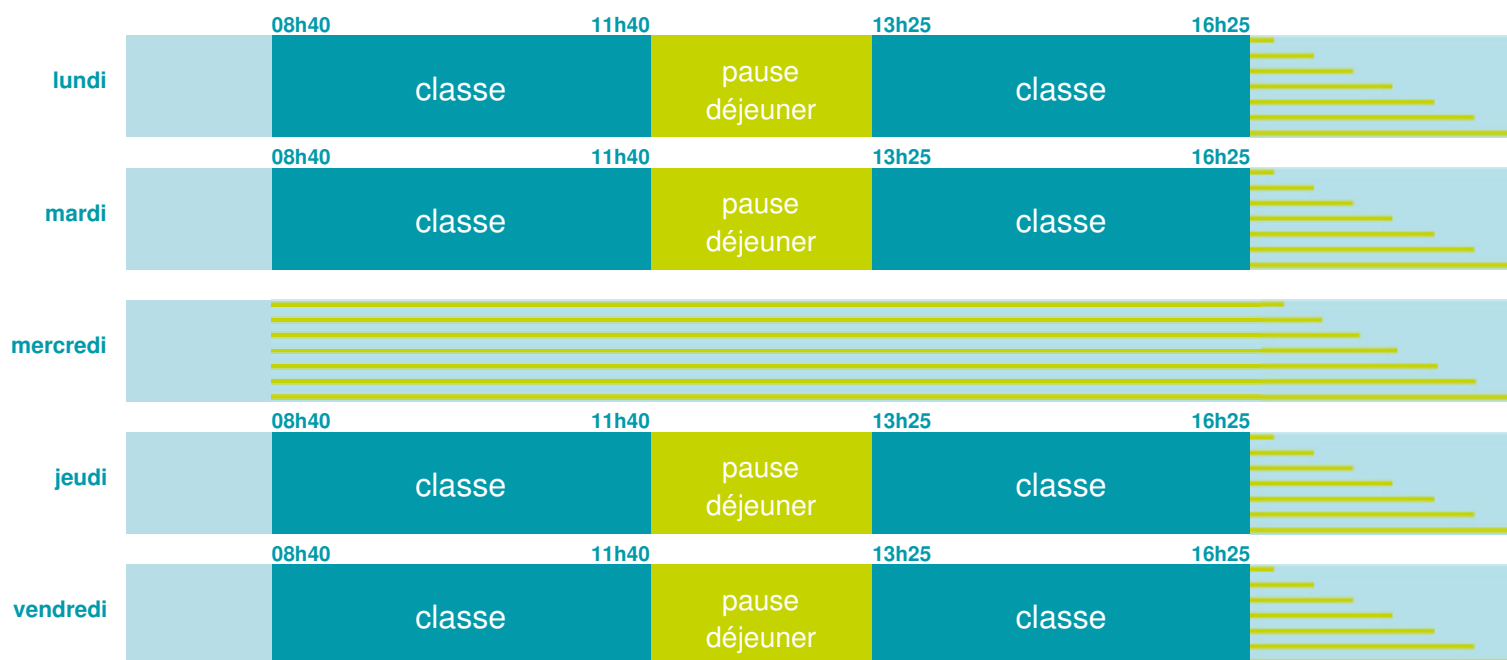 08h40 11h40 13h25 16h25
lundi classe pause déjeuner classe
08h40 11h40 13h25 16h25
mardi classe pause déjeuner classe
mercredi
08h40 11h40 13h25 16h25
jeudi classe pause déjeuner classe
08h40 11h40 13h25 16h25
vendredi classe pause déjeuner classe